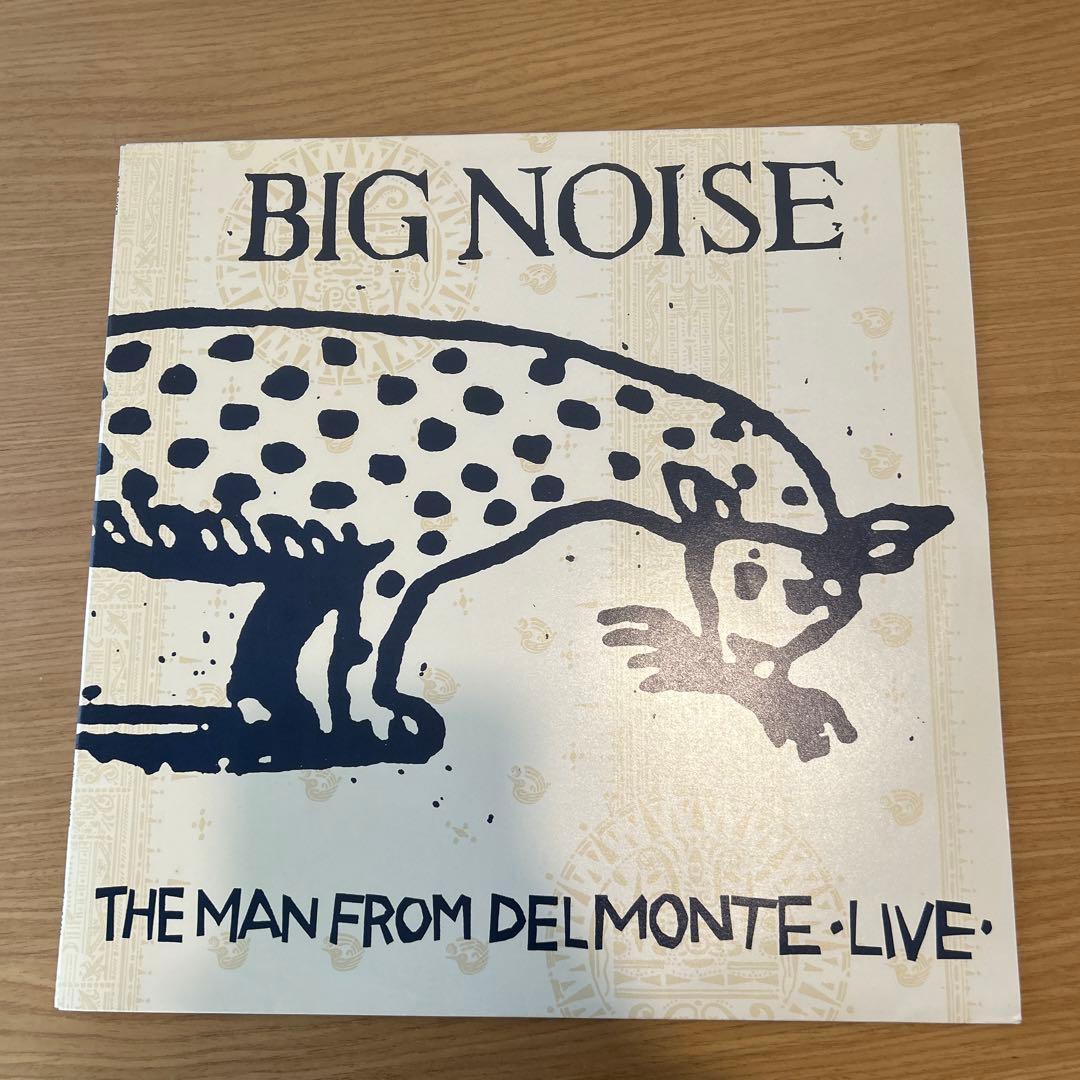 BIG NOISE
THE MAN FROM DELMONTE •LIVE•